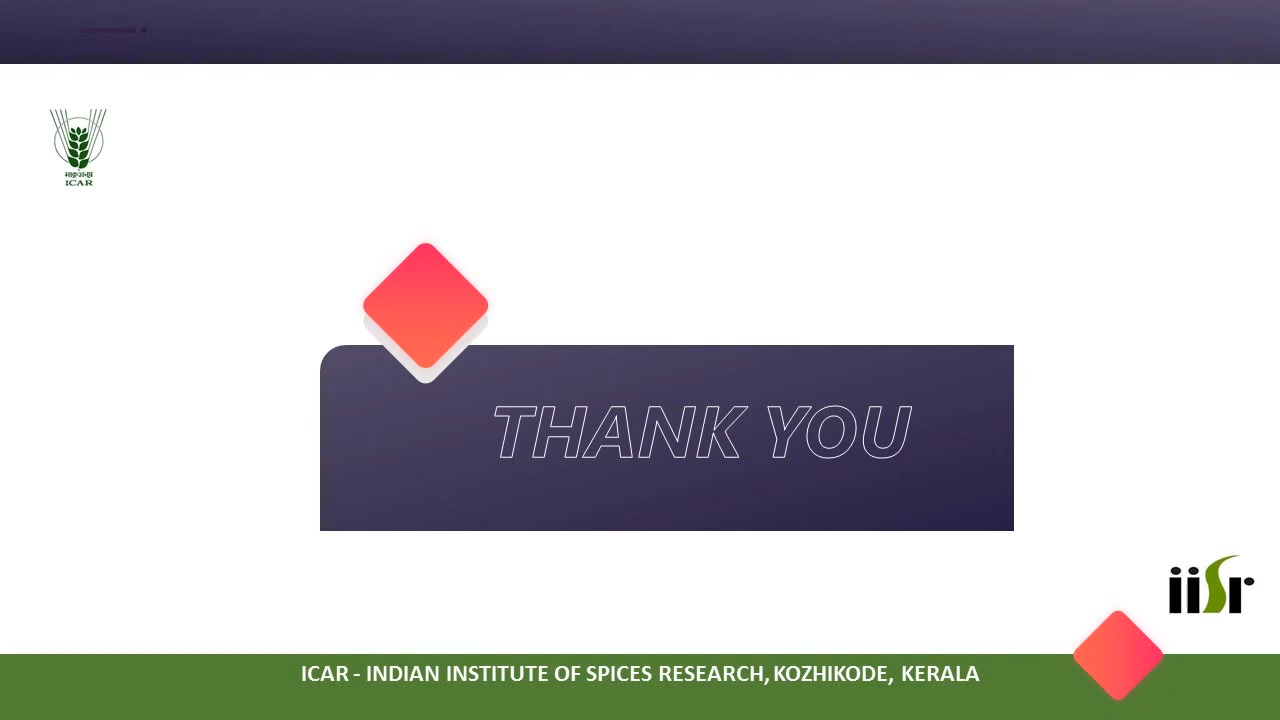 ICAR
THANK YOU
iisr
ICAR - INDIAN INSTITUTE OF SPICES RESEARCH, KOZHIKODE, KERALA